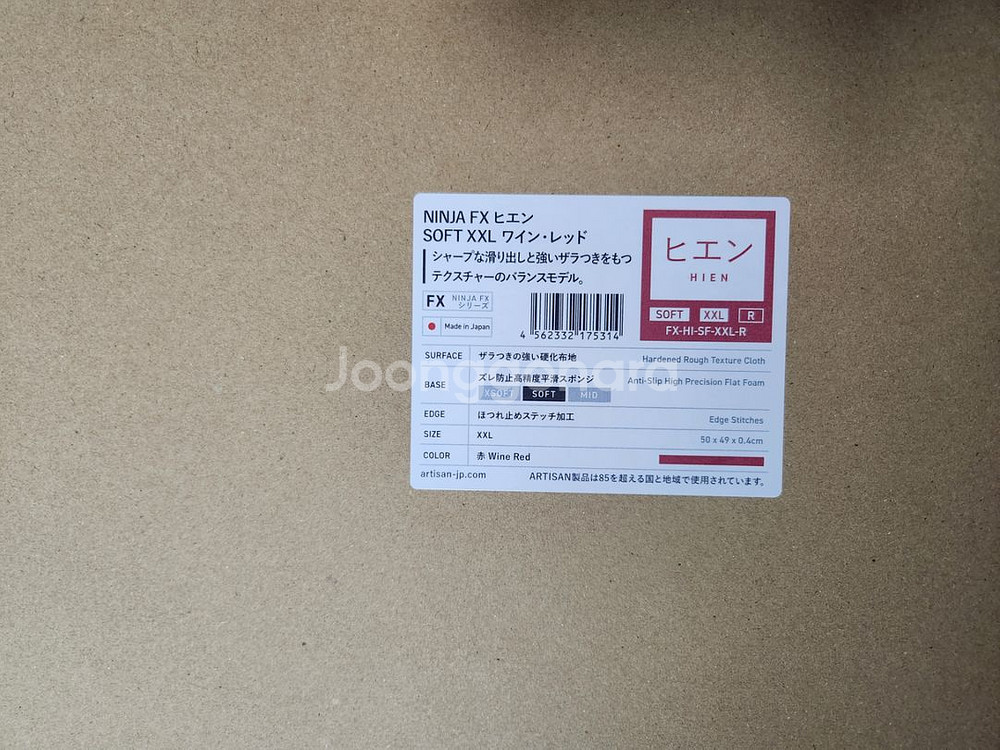 NINJA FX ヒエン
SOFT XXL ワイン・レッド
シャープな滑り出しと強いザラつきをもつ
テクスチャーのバランスモデル。
FX NINJA FX
シリーズ
Made in Japan
4 562332 175314
ヒエン
HIEN
SOFT XXL R
FX-HI-SF-XXL-R
SURFACE ザラつきの強い硬化布地 Hardened Rough Texture Cloth
BASE ズレ防止高精度平滑スポンジ Anti-Slip High Precision Flat Foam
XSOFT SOFT MID
EDGE ほつれ止めステッチ加工 Edge Stitches
SIZE XXL 50 x 49 x 0.4cm
COLOR 赤 Wine Red
artisan-jp.com ARTISAN製品は85を超える国と地域で使用されています。
Joonggonara